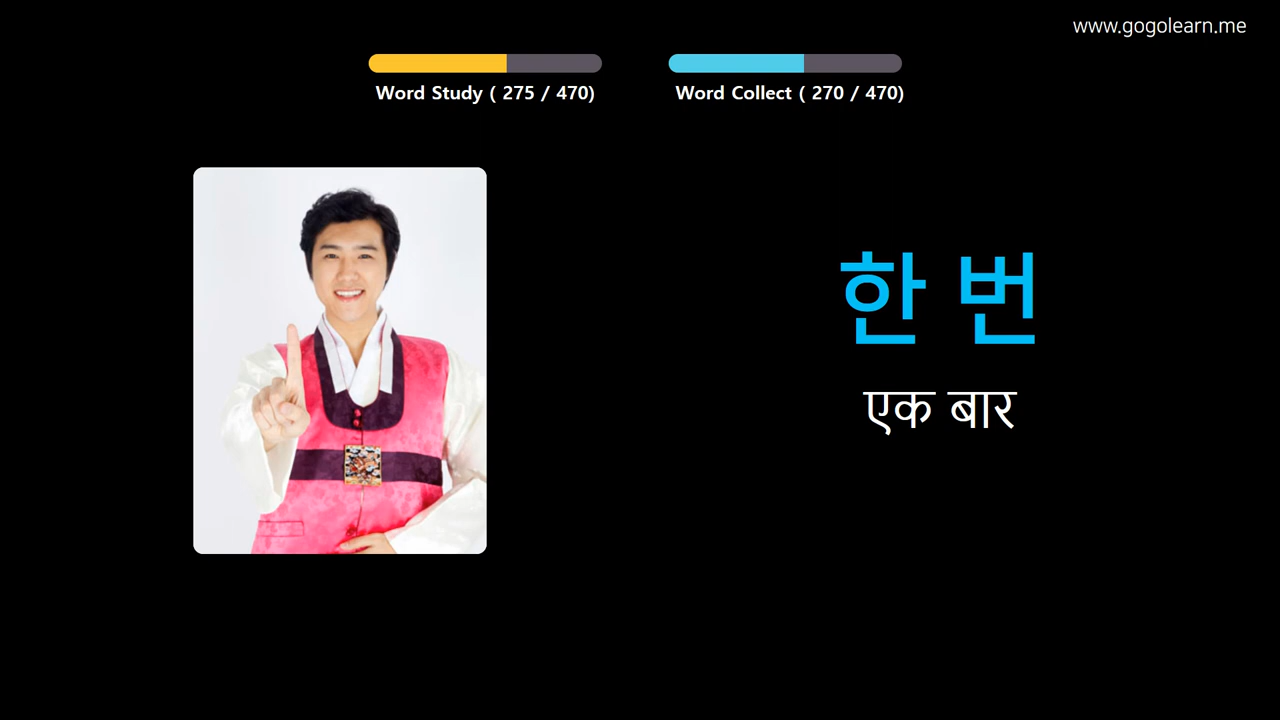 www.gogolearn.me
Word Study ( 275 / 470)
Word Collect ( 270 / 470)
한 번
एक बार